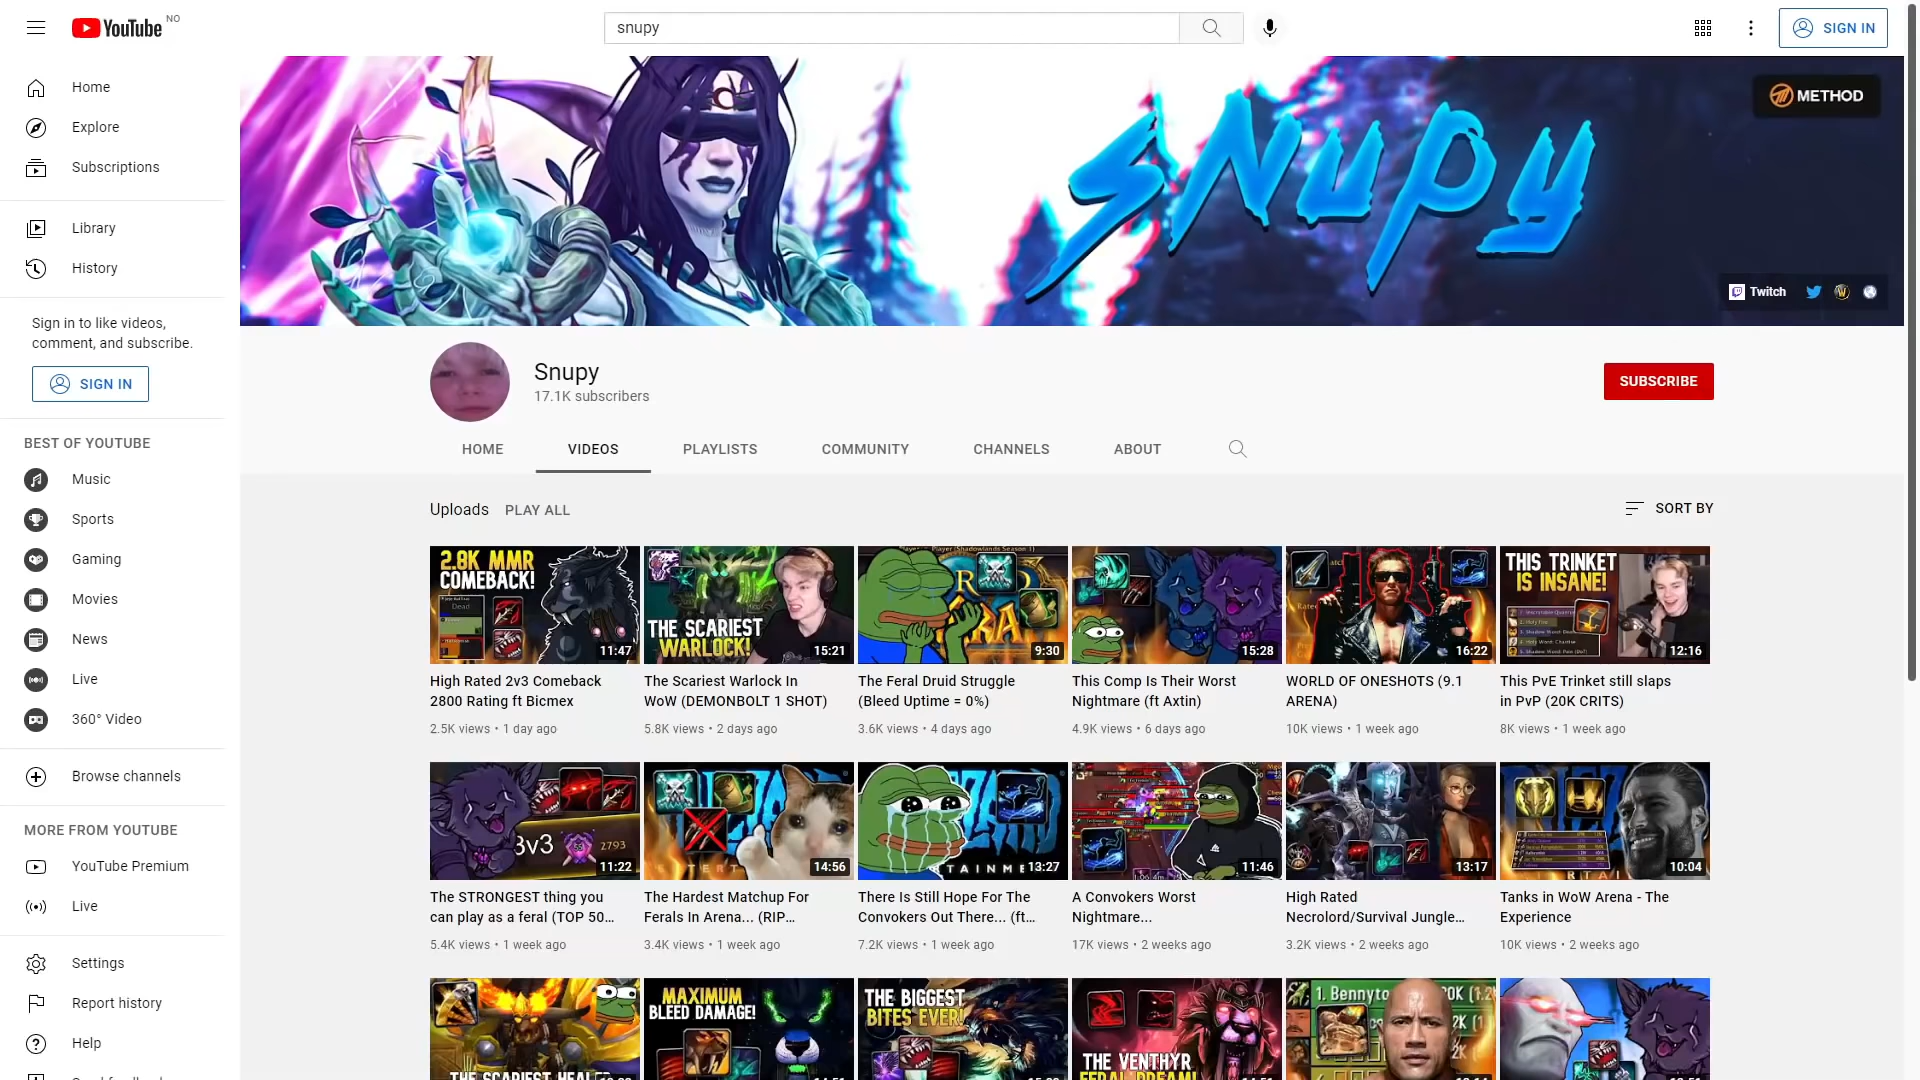 YouTube NO
snupy
SIGN IN
Home
Explore
Subscriptions
Library
History
Sign in to like videos,
comment, and subscribe.
SIGN IN
BEST OF YOUTUBE
Music
Sports
Gaming
Movies
News
Live
360° Video
Browse channels
MORE FROM YOUTUBE
YouTube Premium
Live
Settings
Report history
Help
sNupy
METHOD
Twitch
Snupy
17.1K subscribers
SUBSCRIBE
HOME
VIDEOS
PLAYLISTS
COMMUNITY
CHANNELS
ABOUT
Uploads
PLAY ALL
SORT BY
2.8K MMR
COMEBACK!
Dead
11:47
High Rated 2v3 Comeback
2800 Rating ft Bicmex
2.5K views • 1 day ago
THE SCARIEST
WARLOCK!
15:21
The Scariest Warlock In
WoW (DEMONBOLT 1 SHOT)
5.8K views • 2 days ago
9:30
The Feral Druid Struggle
(Bleed Uptime = 0%)
3.6K views • 4 days ago
15:28
This Comp Is Their Worst
Nightmare (ft Axtin)
4.9K views • 6 days ago
16:22
WORLD OF ONESHOTS (9.1
ARENA)
10K views • 1 week ago
THIS TRINKET
IS INSANE!
12:16
This PvE Trinket still slaps
in PvP (20K CRITS)
8K views • 1 week ago
3v3
2793
11:22
The STRONGEST thing you
can play as a feral (TOP 50...
5.4K views • 1 week ago
14:56
The Hardest Matchup For
Ferals In Arena... (RIP...
3.4K views • 1 week ago
13:27
There Is Still Hope For The
Convokers Out There... (ft...
7.2K views • 1 week ago
11:46
A Convokers Worst
Nightmare...
17K views • 2 weeks ago
13:17
High Rated
Necrolord/Survival Jungle...
3.2K views • 2 weeks ago
10:04
Tanks in WoW Arena - The
Experience
10K views • 2 weeks ago
MAXIMUM
BLEED DAMAGE!
THE BIGGEST
BITES EVER!
THE VENTHYR
FERAL DREAM!